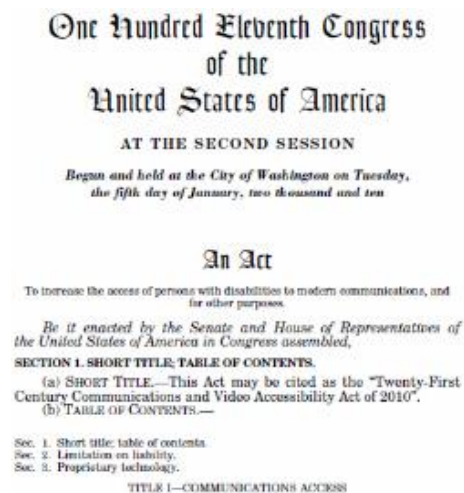 One Hundred Eleventh Congress
of the
United States of America
AT THE SECOND SESSION
Begun and held at the City of Washington on Tuesday,
the fifth day of January, two thousand and ten
An Act
To increase the access of persons with disabilities to modern communications, and
for other purposes.
Be it enacted by the Senate and House of Representatives of
the United States of America in Congress assembled,
SECTION 1. SHORT TITLE; TABLE OF CONTENTS.
(a) SHORT TITLE.—This Act may be cited as the “Twenty-First
Century Communications and Video Accessibility Act of 2010”.
(b) TABLE OF CONTENTS.—
Sec. 1. Short title; table of contents.
Sec. 2. Limitation on liability.
Sec. 3. Proprietary technology.
TITLE I—COMMUNICATIONS ACCESS